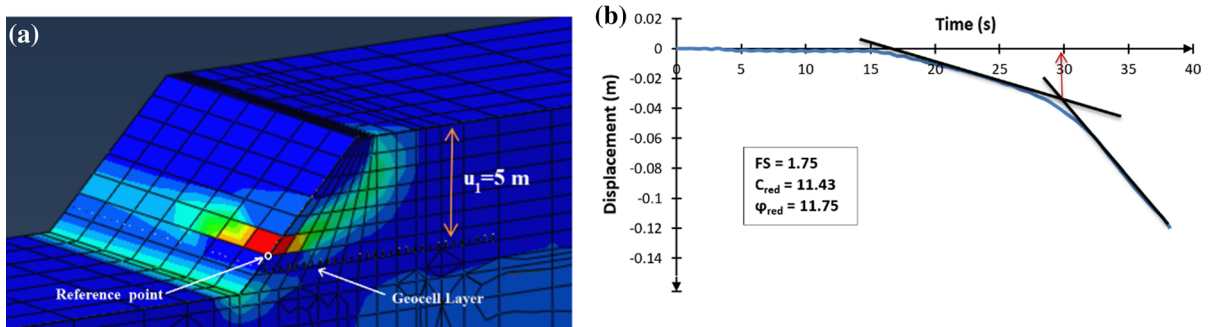 (a)
u₁=5 m
Reference point
Geocell Layer
(b)
Time (s)
Displacement (m)
0.02
0
-0.02
-0.04
-0.06
-0.08
-0.1
-0.12
-0.14
0 5 10 15 20 25 30 35 40
FS = 1.75
Cred = 11.43
φred = 11.75